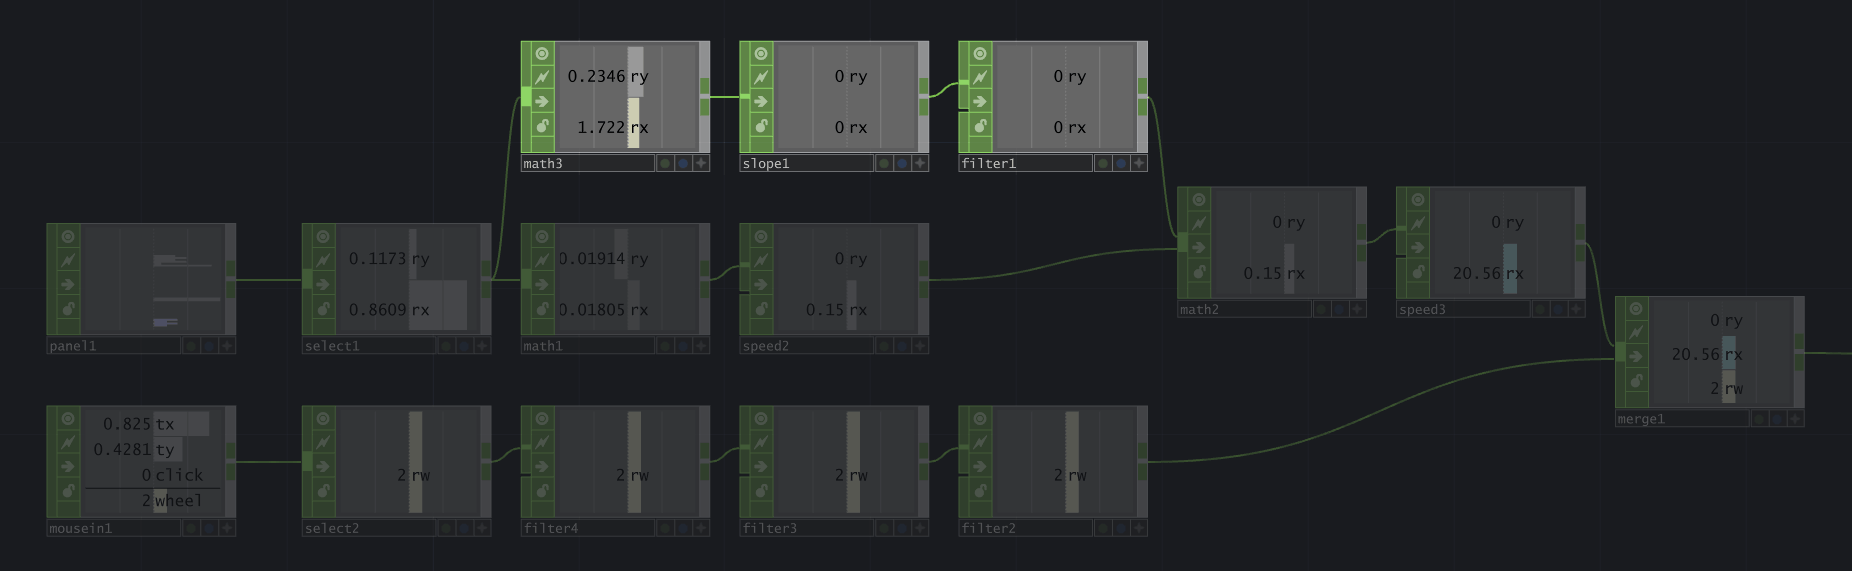 0.2346 ry
1.722 rx
math3
0 ry
0 rx
slope1
0 ry
0 rx
filter1
0 ry
0.15 rx
math2
0 ry
20.56 rx
speed3
panel1
0.1173 ry
0.8609 rx
select1
0.01914 ry
0.01805 rx
math1
0 ry
0.15 rx
speed2
0 ry
20.56 rx
2 rw
merge1
0.825 tx
0.4281 ty
0 click
2 wheel
mousein1
2 rw
select2
2 rw
filter4
2 rw
filter3
2 rw
filter2